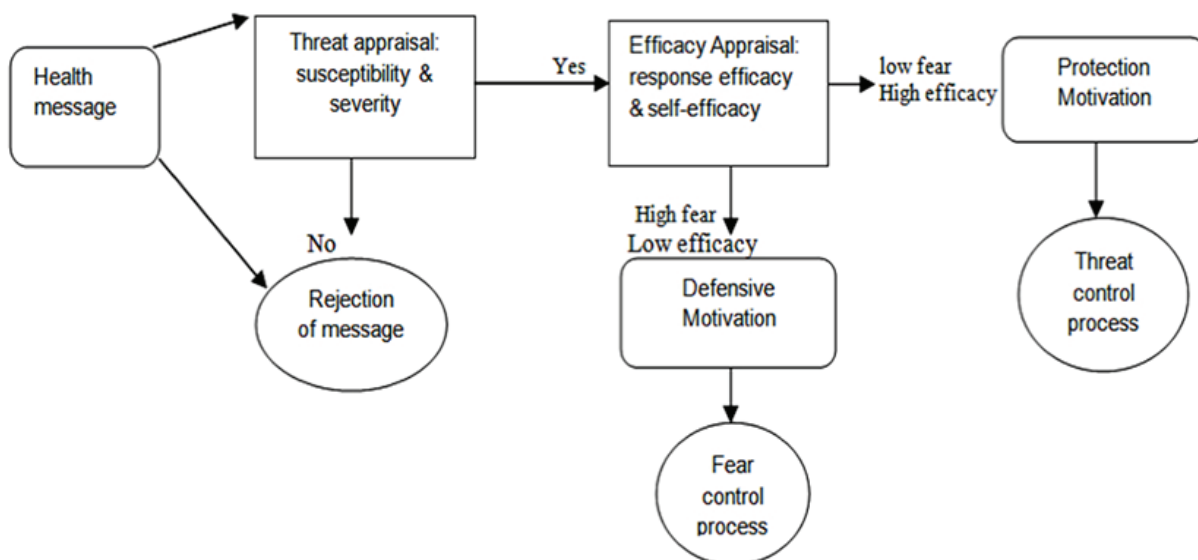 Health
message
Threat appraisal:
susceptibility &
severity
Yes
Efficacy Appraisal:
response efficacy
& self-efficacy
low fear
High efficacy
Protection
Motivation
No
Rejection
of message
High fear
Low efficacy
Defensive
Motivation
Threat
control
process
Fear
control
process